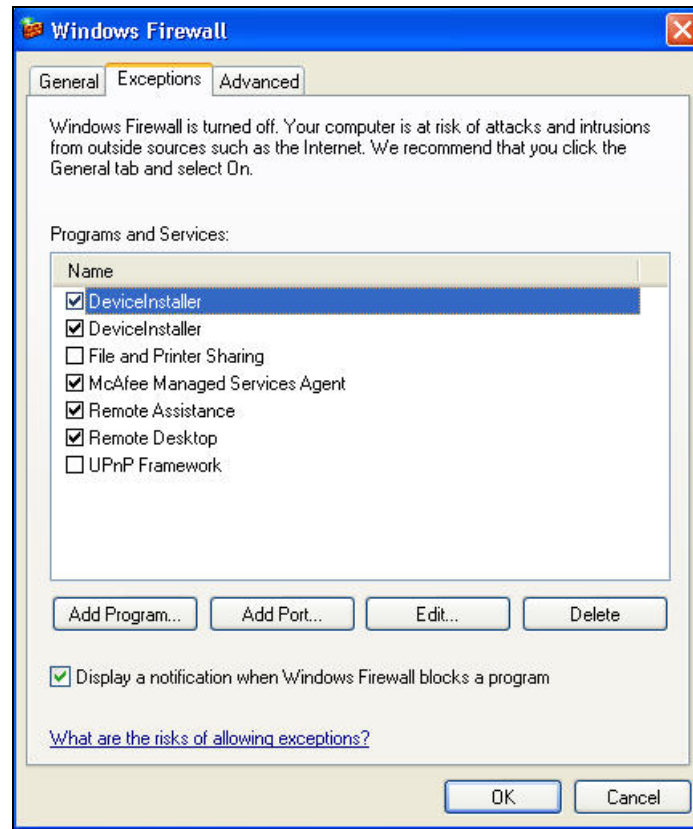 Windows Firewall
General Exceptions Advanced
Windows Firewall is turned off. Your computer is at risk of attacks and intrusions
from outside sources such as the Internet. We recommend that you click the
General tab and select On.
Programs and Services:
Name
DeviceInstaller
DeviceInstaller
File and Printer Sharing
McAfee Managed Services Agent
Remote Assistance
Remote Desktop
UPnP Framework
Add Program... Add Port... Edit... Delete
Display a notification when Windows Firewall blocks a program
What are the risks of allowing exceptions?
OK Cancel